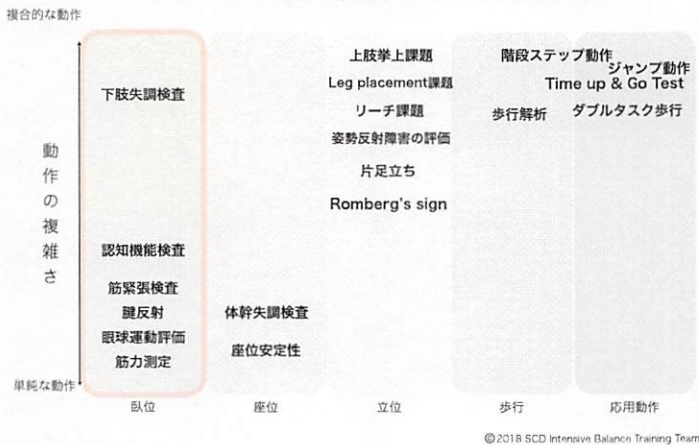 複合的な動作
上肢挙上課題
階段ステップ動作
ジャンプ動作
下肢失調検査
Leg placement課題
Time up & Go Test
リーチ課題
歩行解析
ダブルタスク歩行
姿勢反射障害の評価
片足立ち
Romberg's sign
動作の複雑さ
認知機能検査
筋緊張検査
腱反射
体幹失調検査
眼球運動評価
座位安定性
筋力測定
単純な動作
臥位
座位
立位
歩行
応用動作
©2018 SCD Intensive Balance Training Team